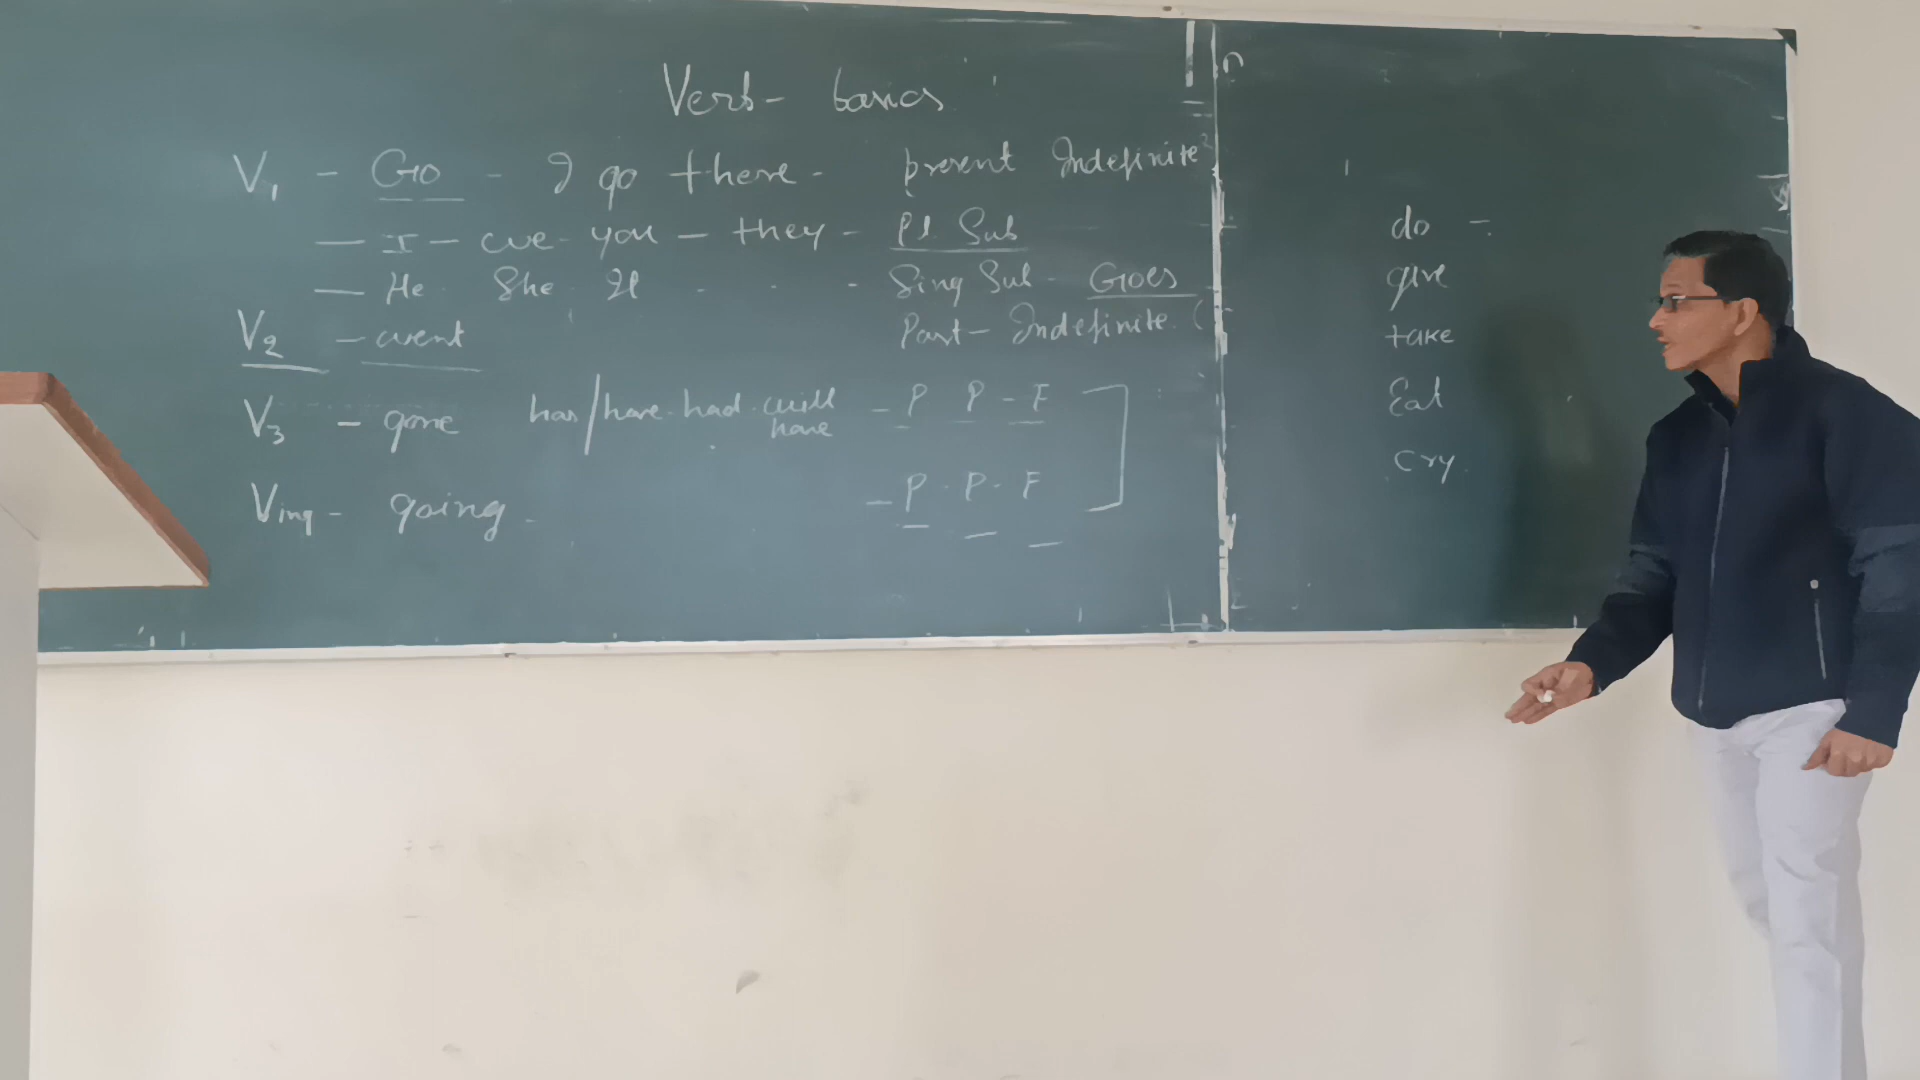 Verb- basics
V1 - Go - I go there - present Indefinite
— I - we - you - they - Pl Sub
— He She It - - - Sing Sub - Goes
V2 - went Past - Indefinite (
V3 - gone has/have-had-will have - P P - F
Ving - going - P - P - F
do -
give
take
Eat
cry